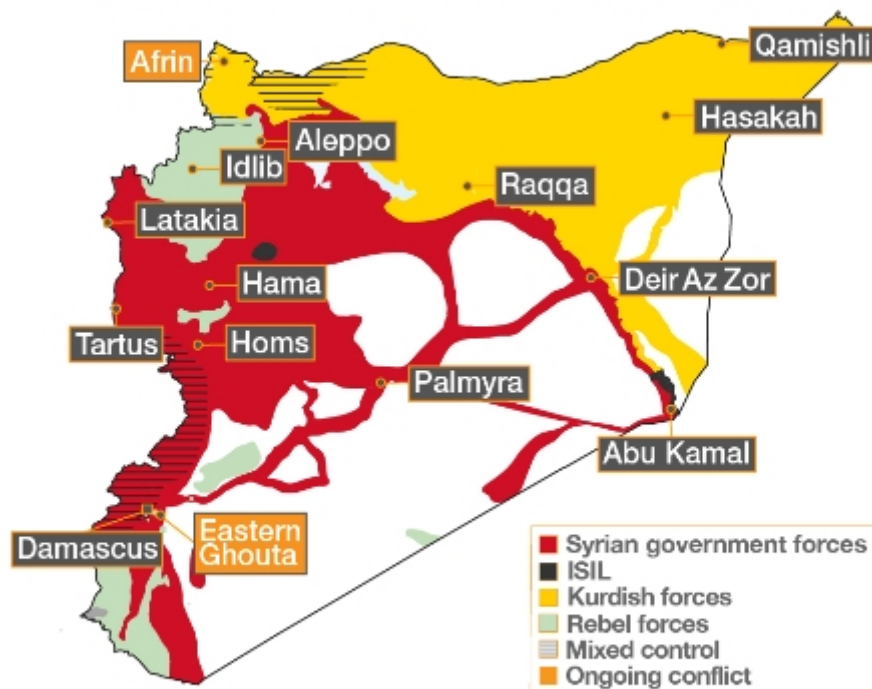 Afrin
Qamishli
Hasakah
Aleppo
Idlib
Raqqa
Latakia
Deir Az Zor
Hama
Tartus
Homs
Palmyra
Abu Kamal
Damascus
Eastern
Ghouta
Syrian government forces
ISIL
Kurdish forces
Rebel forces
Mixed control
Ongoing conflict